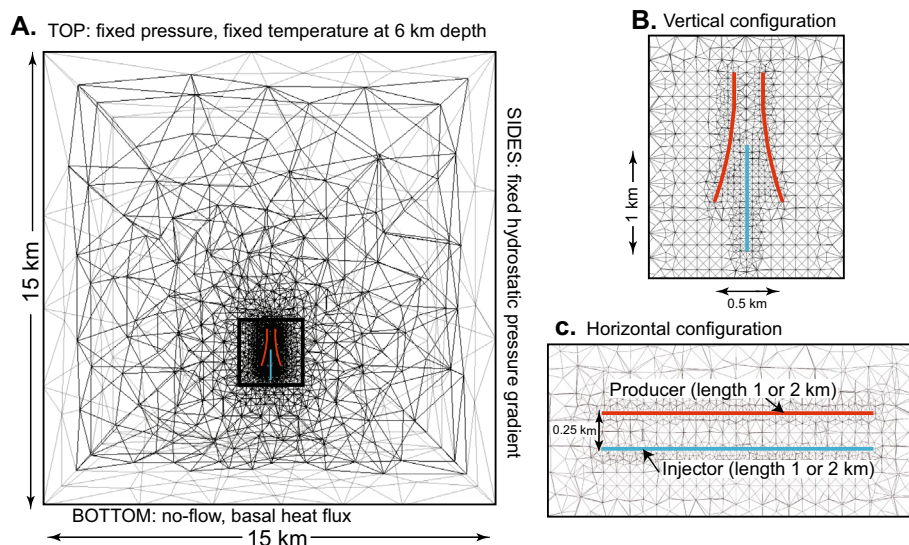 A. TOP: fixed pressure, fixed temperature at 6 km depth
15 km
SIDES: fixed hydrostatic pressure gradient
BOTTOM: no-flow, basal heat flux
15 km
B. Vertical configuration
1 km
0.5 km
c. Horizontal configuration
Producer (length 1 or 2 km)
0.25 km
Injector (length 1 or 2 km)